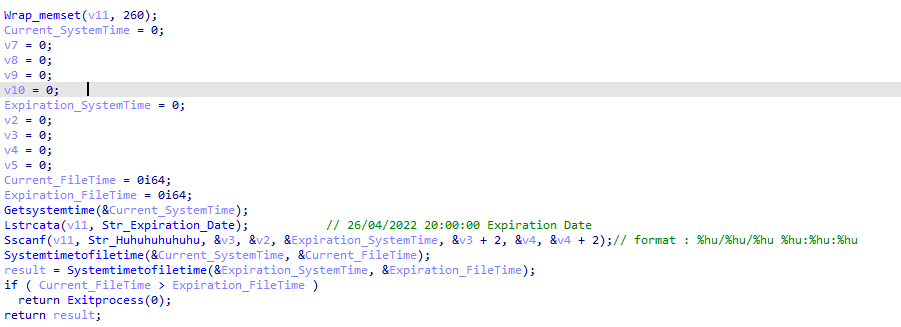 Wrap_memset(v11, 260);
Current_SystemTime = 0;
v7 = 0;
v8 = 0;
v9 = 0;
v10 = 0;
Expiration_SystemTime = 0;
v2 = 0;
v3 = 0;
v4 = 0;
v5 = 0;
Current_FileTime = 0i64;
Expiration_FileTime = 0i64;
Getsystemtime(&Current_SystemTime);
Lstrcata(v11, Str_Expiration_Date); // 26/04/2022 20:00:00 Expiration Date
Sscanf(v11, Str_Huhuhuhuhuhu, &v3, &v2, &Expiration_SystemTime, &v3 + 2, &v4, &v4 + 2);// format : %hu/%hu/%hu %hu:%hu:%hu
Systemtimetofiletime(&Current_SystemTime, &Current_FileTime);
result = Systemtimetofiletime(&Expiration_SystemTime, &Expiration_FileTime);
if ( Current_FileTime > Expiration_FileTime )
return Exitprocess(0);
return result;